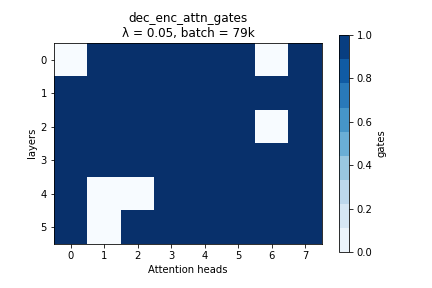 dec_enc_attn_gates
λ = 0.05, batch = 79k
layers
0
1
2
3
4
5
0 1 2 3 4 5 6 7
Attention heads
1.0
0.8
0.6
0.4
0.2
0.0
gates